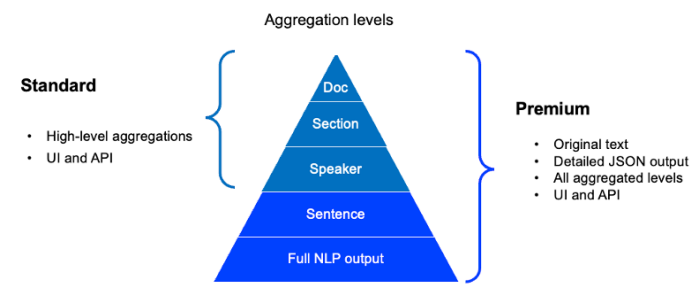 Aggregation levels
Standard
• High-level aggregations
• UI and API
Doc
Section
Speaker
Sentence
Full NLP output
Premium
• Original text
• Detailed JSON output
• All aggregated levels
• UI and API